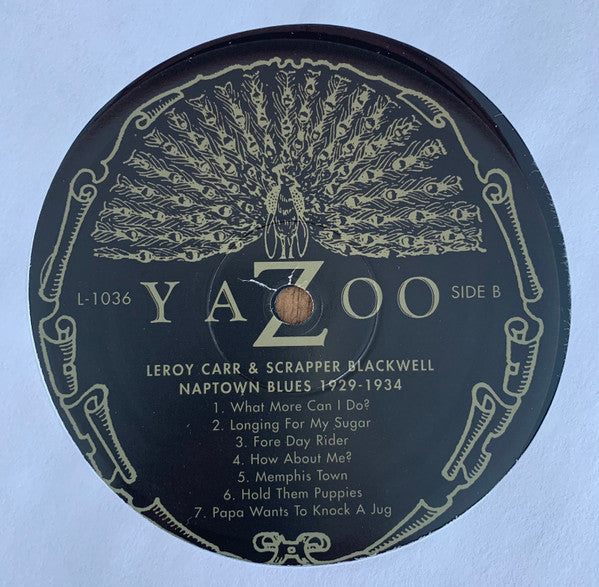 L-1036 YAZOO SIDE B
LEROY CARR & SCRAPPER BLACKWELL
NAPTOWN BLUES 1929-1934
1. What More Can I Do?
2. Longing For My Sugar
3. Fore Day Rider
4. How About Me?
5. Memphis Town
6. Hold Them Puppies
7. Papa Wants To Knock A Jug